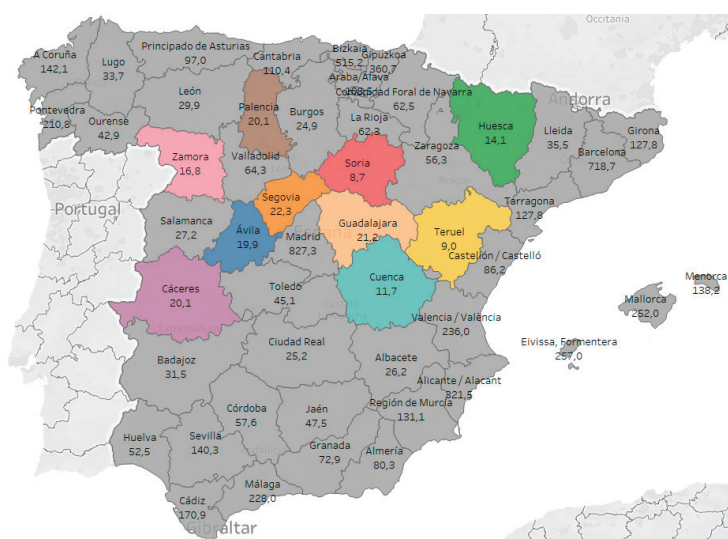 Occitania
A Coruña
142,1
Lugo
33,7
Principado de Asturias
97,0
Cantabria
110,4
Bizkaia
515,2
Gipuzkoa
360,7
Araba/Álava
Comunidad Foral de Navarra
62,5
Pontevedra
210,8
Ourense
42,9
León
29,9
Palencia
20,1
Burgos
24,9
La Rioja
62,3
Huesca
14,1
Andorra
Lleida
35,5
Girona
127,8
Barcelona
718,7
Zamora
16,8
Valladolid
64,3
Soria
8,7
Zaragoza
56,3
Tarragona
127,8
Portugal
Segovia
22,3
Salamanca
27,2
Ávila
19,9
Madrid
827,3
Guadalajara
21,2
Teruel
9,0
Castellón / Castelló
86,2
Menorca
138,2
Cáceres
20,1
Toledo
45,1
Cuenca
11,7
Mallorca
252,0
Valencia / València
236,0
Eivissa, Formentera
257,0
Badajoz
31,5
Ciudad Real
25,2
Albacete
26,2
Alicante / Alacant
321,5
Región de Murcia
131,1
Córdoba
57,6
Jaén
47,5
Huelva
52,5
Sevilla
140,3
Granada
72,9
Almería
80,3
Málaga
228,0
Cádiz
170,9
Gibraltar